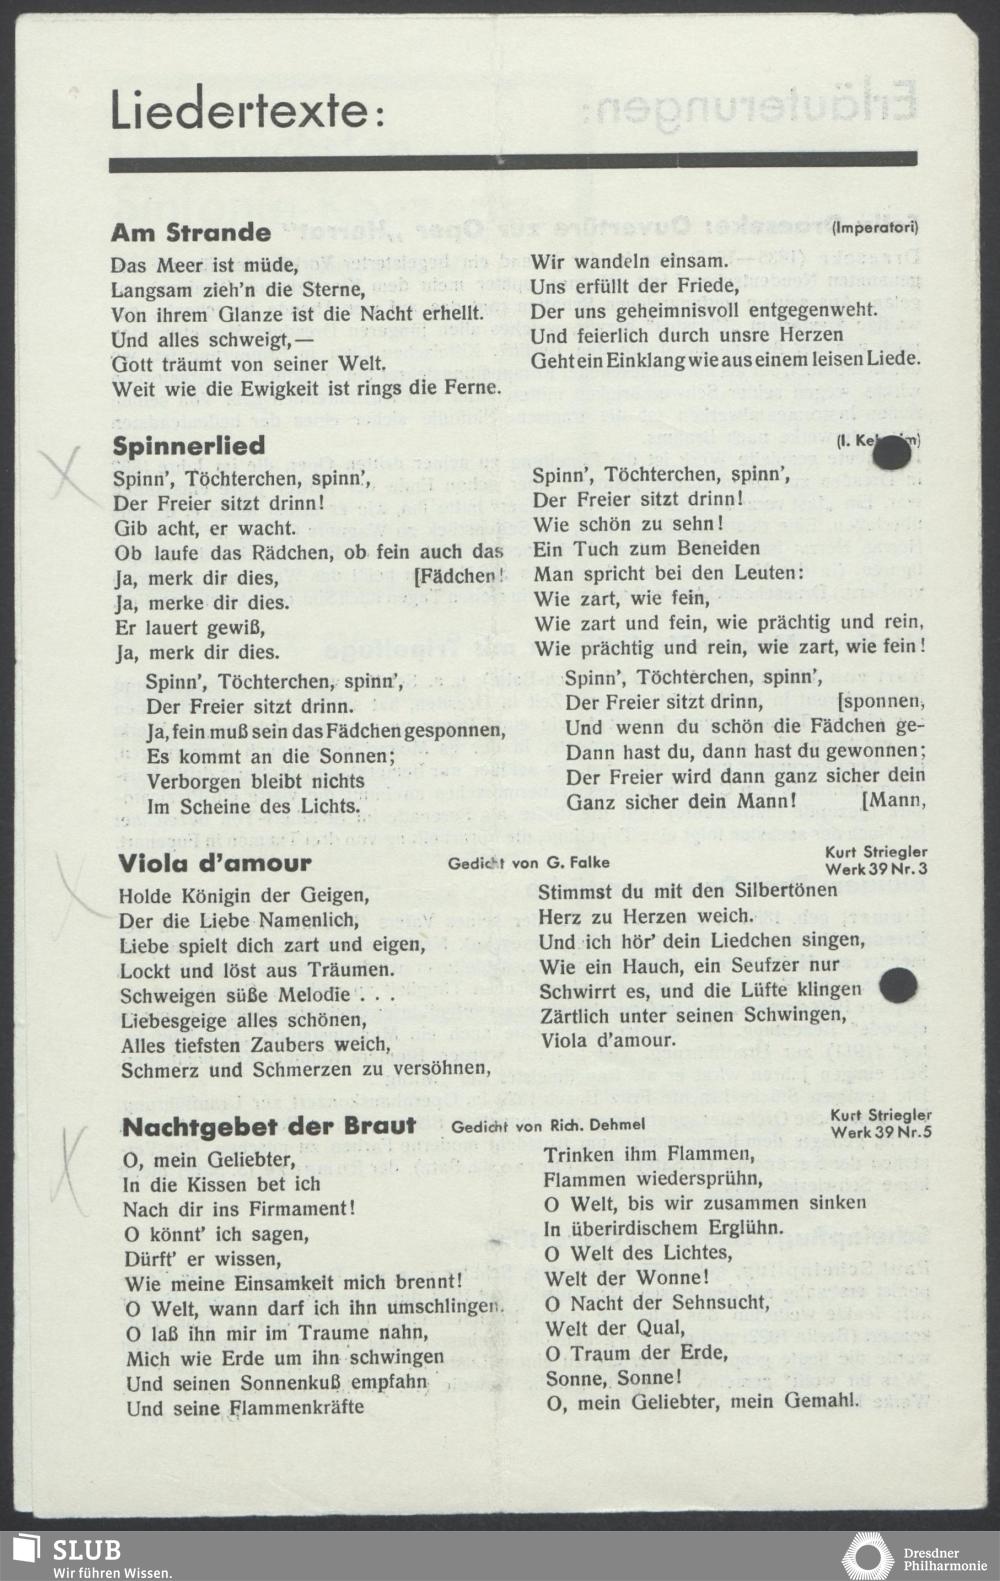 Liedertexte:
Am Strande
(Imperatori)
Das Meer ist müde,
Langsam zieh'n die Sterne,
Von ihrem Glanze ist die Nacht erhellt.
Und alles schweigt, —
Gott träumt von seiner Welt.
Weit wie die Ewigkeit ist rings die Ferne.
Wir wandeln einsam.
Uns erfüllt der Friede,
Der uns geheimnisvoll entgegenweht.
Und feierlich durch unsre Herzen
Geht ein Einklang wie aus einem leisen Liede.
Spinnerlied
(I.
Spinn', Töchterchen, spinn',
Der Freier sitzt drinn!
Gib acht, er wacht.
Ob laufe das Rädchen, ob fein auch das
Ja, merk dir dies, [Fädchen!
Ja, merke dir dies.
Er lauert gewiß,
Ja, merk dir dies.
Spinn', Töchterchen, spinn',
Der Freier sitzt drinn.
Ja, fein muß sein das Fädchen gesponnen,
Es kommt an die Sonnen;
Verborgen bleibt nichts
Im Scheine des Lichts.
Spinn', Töchterchen, spinn',
Der Freier sitzt drinn!
Wie schön zu sehn!
Ein Tuch zum Beneiden
Man spricht bei den Leuten:
Wie zart, wie fein,
Wie zart und fein, wie prächtig und rein,
Wie prächtig und rein, wie zart, wie fein!
Spinn', Töchterchen, spinn',
Der Freier sitzt drinn, [sponnen,
Und wenn du schön die Fädchen ge-
Dann hast du, dann hast du gewonnen;
Der Freier wird dann ganz sicher dein
Ganz sicher dein Mann! [Mann,
Viola d'amour
Gedicht von G. Falke
Kurt Striegler
Werk 39 Nr. 3
Holde Königin der Geigen,
Der die Liebe Namenlich,
Liebe spielt dich zart und eigen,
Lockt und löst aus Träumen.
Schweigen süße Melodie . . .
Liebesgeige alles schönen,
Alles tiefsten Zaubers weich,
Schmerz und Schmerzen zu versöhnen,
Stimmst du mit den Silbertönen
Herz zu Herzen weich.
Und ich hör' dein Liedchen singen,
Wie ein Hauch, ein Seufzer nur
Schwirrt es, und die Lüfte klingen
Zärtlich unter seinen Schwingen,
Viola d'amour.
Nachtgebet der Braut
Gedicht von Rich. Dehmel
Kurt Striegler
Werk 39 Nr. 5
O, mein Geliebter,
In die Kissen bet ich
Nach dir ins Firmament!
O könnt' ich sagen,
Dürft' er wissen,
Wie meine Einsamkeit mich brennt!
O Welt, wann darf ich ihn umschlingen.
O laß ihn mir im Traume nahn,
Mich wie Erde um ihn schwingen
Und seinen Sonnenkuß empfahn
Und seine Flammenkräfte
Trinken ihm Flammen,
Flammen wiedersprühn,
O Welt, bis wir zusammen sinken
In überirdischem Erglühn.
O Welt des Lichtes,
Welt der Wonne!
O Nacht der Sehnsucht,
Welt der Qual,
O Traum der Erde,
Sonne, Sonne!
O, mein Geliebter, mein Gemahl.
SLUB
Wir führen Wissen.
Dresdner
Philharmonie